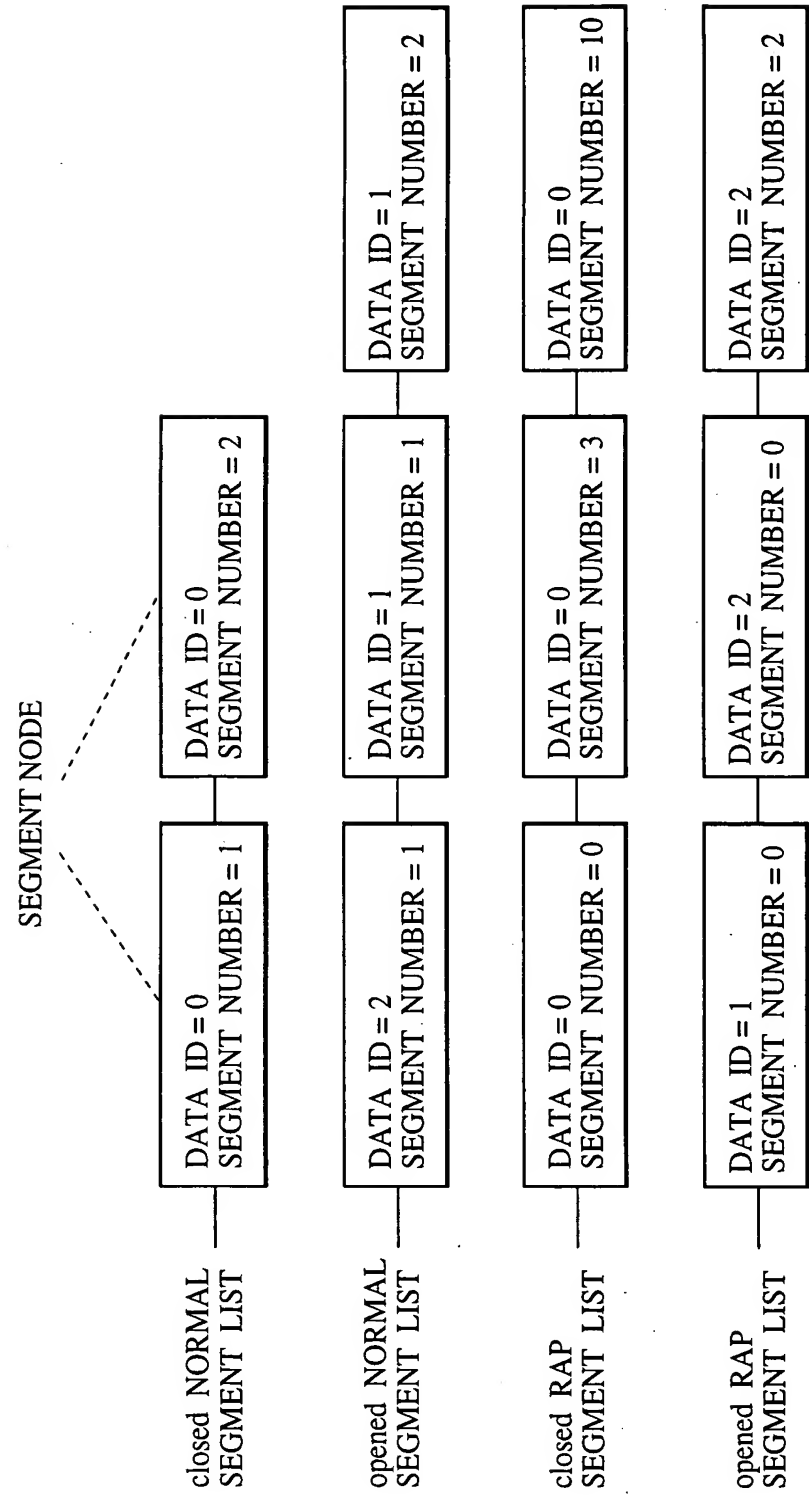 SEGMENT NODE
closed NORMAL
SEGMENT LIST
DATA ID=0
SEGMENT NUMBER=1
DATA ID=0
SEGMENT NUMBER=2
opened NORMAL
SEGMENT LIST
DATA ID=2
SEGMENT NUMBER=1
DATA ID=1
SEGMENT NUMBER=1
DATA ID=1
SEGMENT NUMBER=2
closed RAP
SEGMENT LIST
DATA ID=0
SEGMENT NUMBER=0
DATA ID=0
SEGMENT NUMBER=3
DATA ID=0
SEGMENT NUMBER=10
opened RAP
SEGMENT LIST
DATA ID=1
SEGMENT NUMBER=0
DATA ID=2
SEGMENT NUMBER=0
DATA ID=2
SEGMENT NUMBER=2